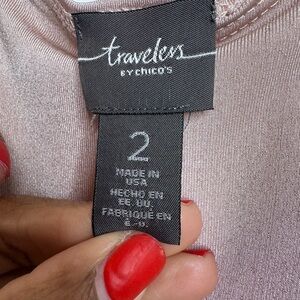 travelers
BY CHICO'S
2
MADE IN
USA
HECHO EN
EE. UU.
FABRIQUÉ EN
É.-U.